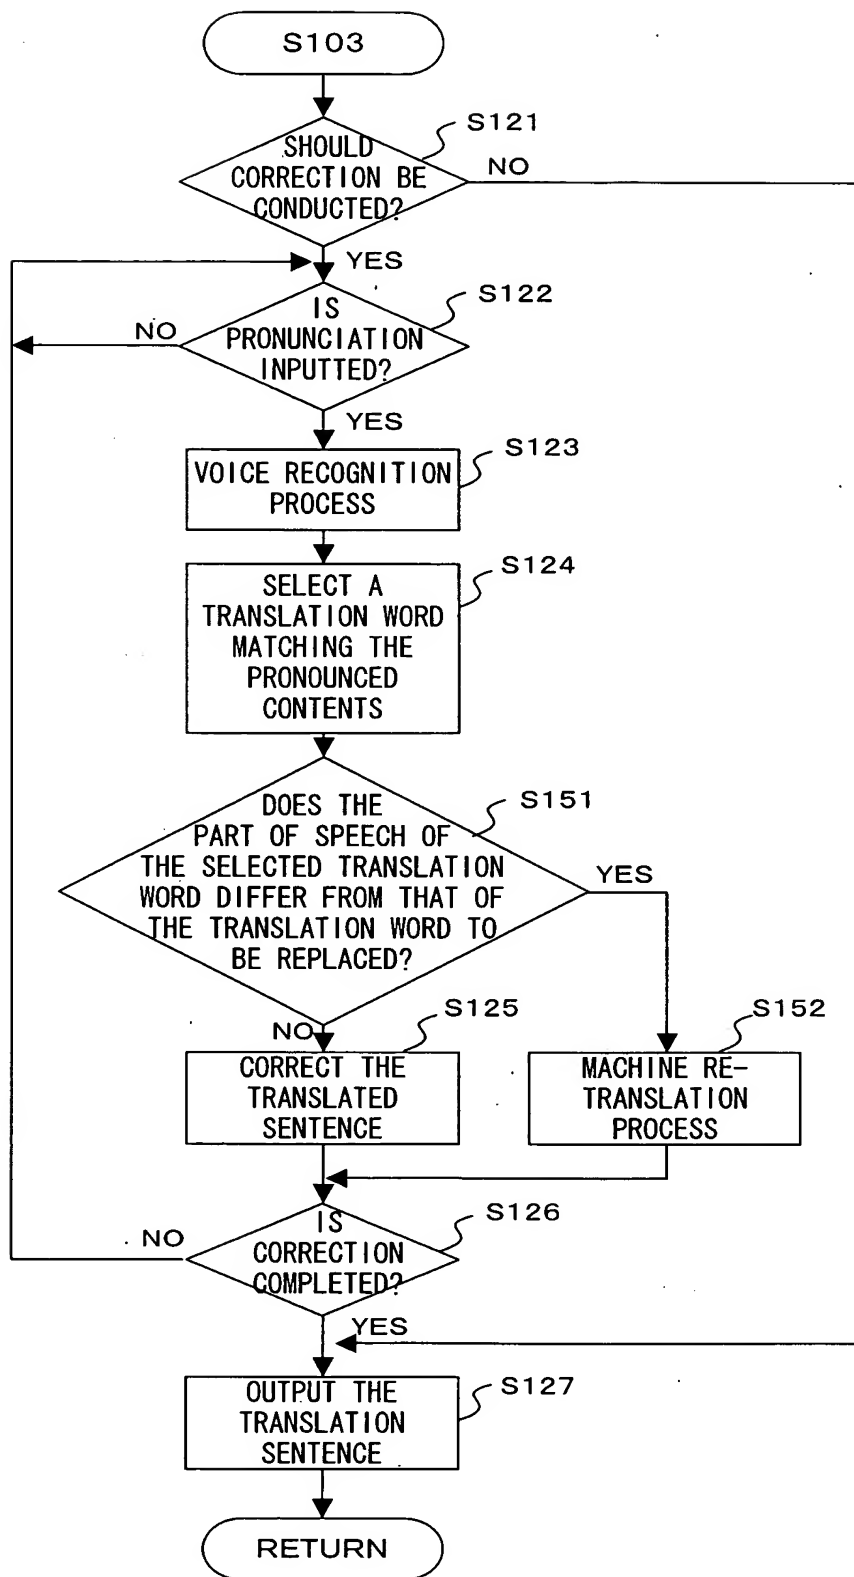 S103
S121
SHOULD
CORRECTION BE
CONDUCTED?
NO
YES
S122
IS
PRONUNCIATION
INPUTTED?
NO
YES
S123
VOICE RECOGNITION
PROCESS
S124
SELECT A
TRANSLATION WORD
MATCHING THE
PRONOUNCED
CONTENTS
S151
DOES THE
PART OF SPEECH OF
THE SELECTED TRANSLATION
WORD DIFFER FROM THAT OF
THE TRANSLATION WORD TO
BE REPLACED?
YES
NO
S125
CORRECT THE
TRANSLATED
SENTENCE
S152
MACHINE RE-
TRANSLATION
PROCESS
S126
IS
CORRECTION
COMPLETED?
NO
YES
S127
OUTPUT THE
TRANSLATION
SENTENCE
RETURN